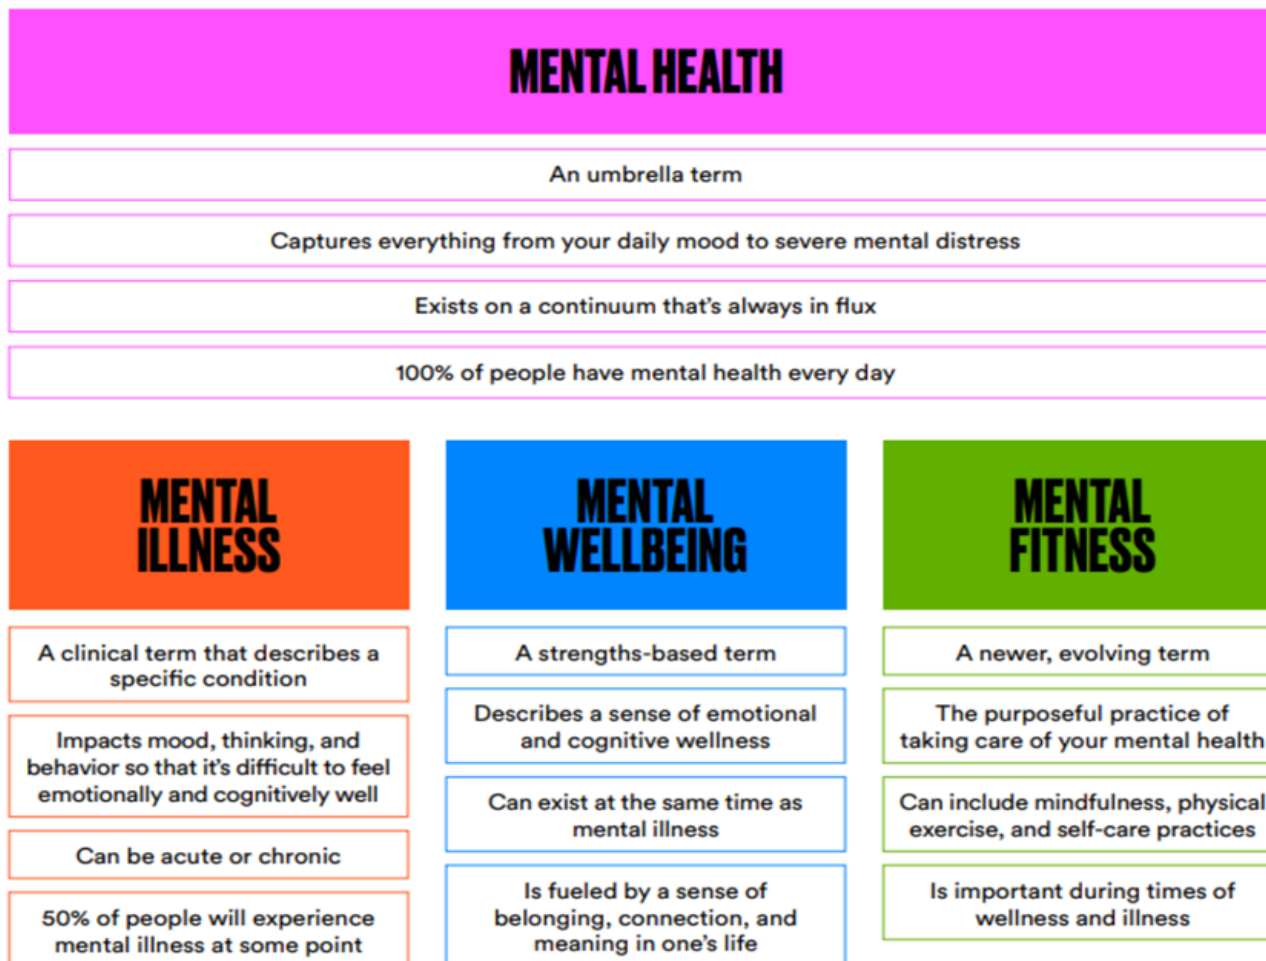 MENTAL HEALTH
An umbrella term
Captures everything from your daily mood to severe mental distress
Exists on a continuum that's always in flux
100% of people have mental health every day
MENTAL
ILLNESS
A clinical term that describes a
specific condition
Impacts mood, thinking, and
behavior so that it's difficult to feel
emotionally and cognitively well
Can be acute or chronic
50% of people will experience
mental illness at some point
MENTAL
WELLBEING
A strengths-based term
Describes a sense of emotional
and cognitive wellness
Can exist at the same time as
mental illness
Is fueled by a sense of
belonging, connection, and
meaning in one's life
MENTAL
FITNESS
A newer, evolving term
The purposeful practice of
taking care of your mental health
Can include mindfulness, physical
exercise, and self-care practices
Is important during times of
wellness and illness